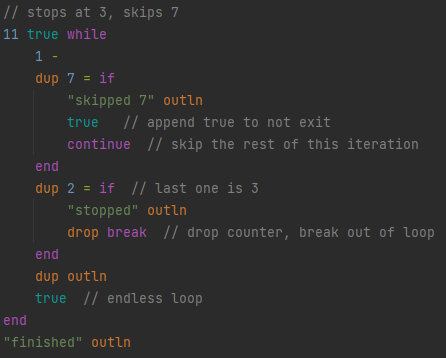 // stops at 3, skips 7
11 true while
    1 -
    dup 7 = if
        "skipped 7" outln
        true   // append true to not exit
        continue  // skip the rest of this iteration
    end
    dup 2 = if  // last one is 3
        "stopped" outln
        drop break  // drop counter, break out of loop
    end
    dup outln
    true  // endless loop
end
"finished" outln